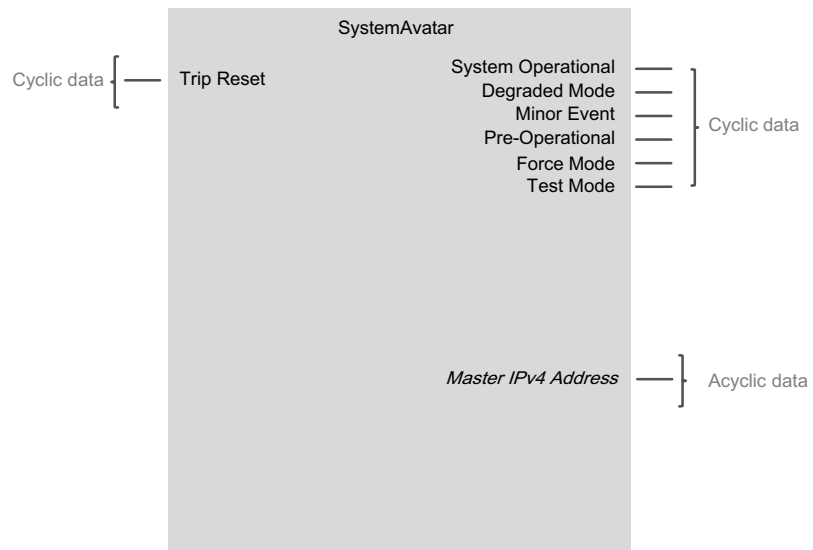 SystemAvatar
Cyclic data
Trip Reset
System Operational
Degraded Mode
Minor Event
Pre-Operational
Force Mode
Test Mode
Cyclic data
Master IPv4 Address
Acyclic data